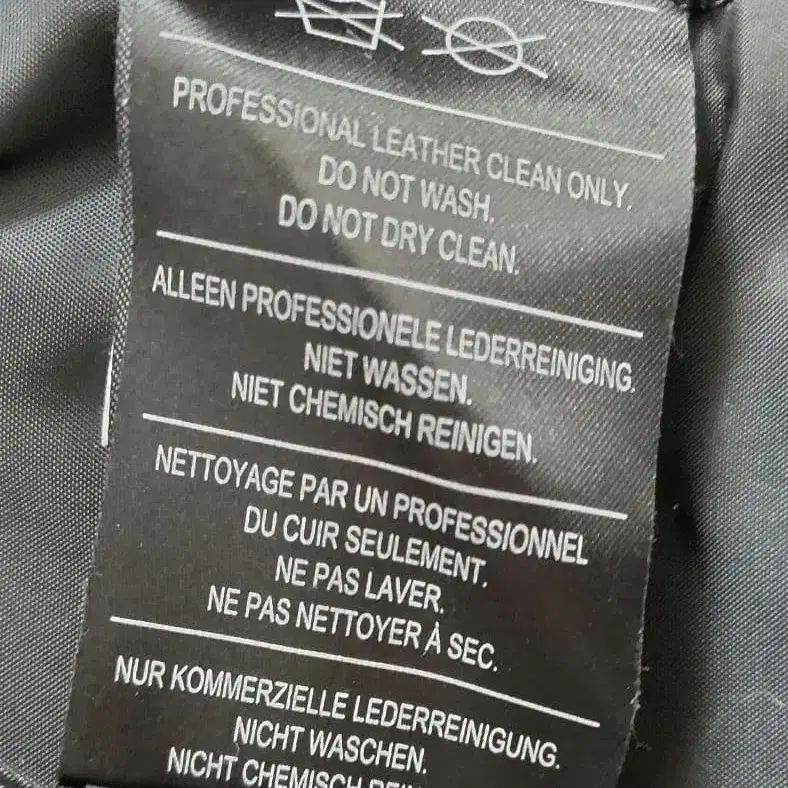 PROFESSIONAL LEATHER CLEAN ONLY.
DO NOT WASH.
DO NOT DRY CLEAN.
ALLEEN PROFESSIONELE LEDERREINIGING.
NIET WASSEN.
NIET CHEMISCH REINIGEN.
NETTOYAGE PAR UN PROFESSIONNEL
DU CUIR SEULEMENT.
NE PAS LAVER.
NE PAS NETTOYER À SEC.
NUR KOMMERZIELLE LEDERREINIGUNG.
NICHT WASCHEN.
NICHT CHEMISCH